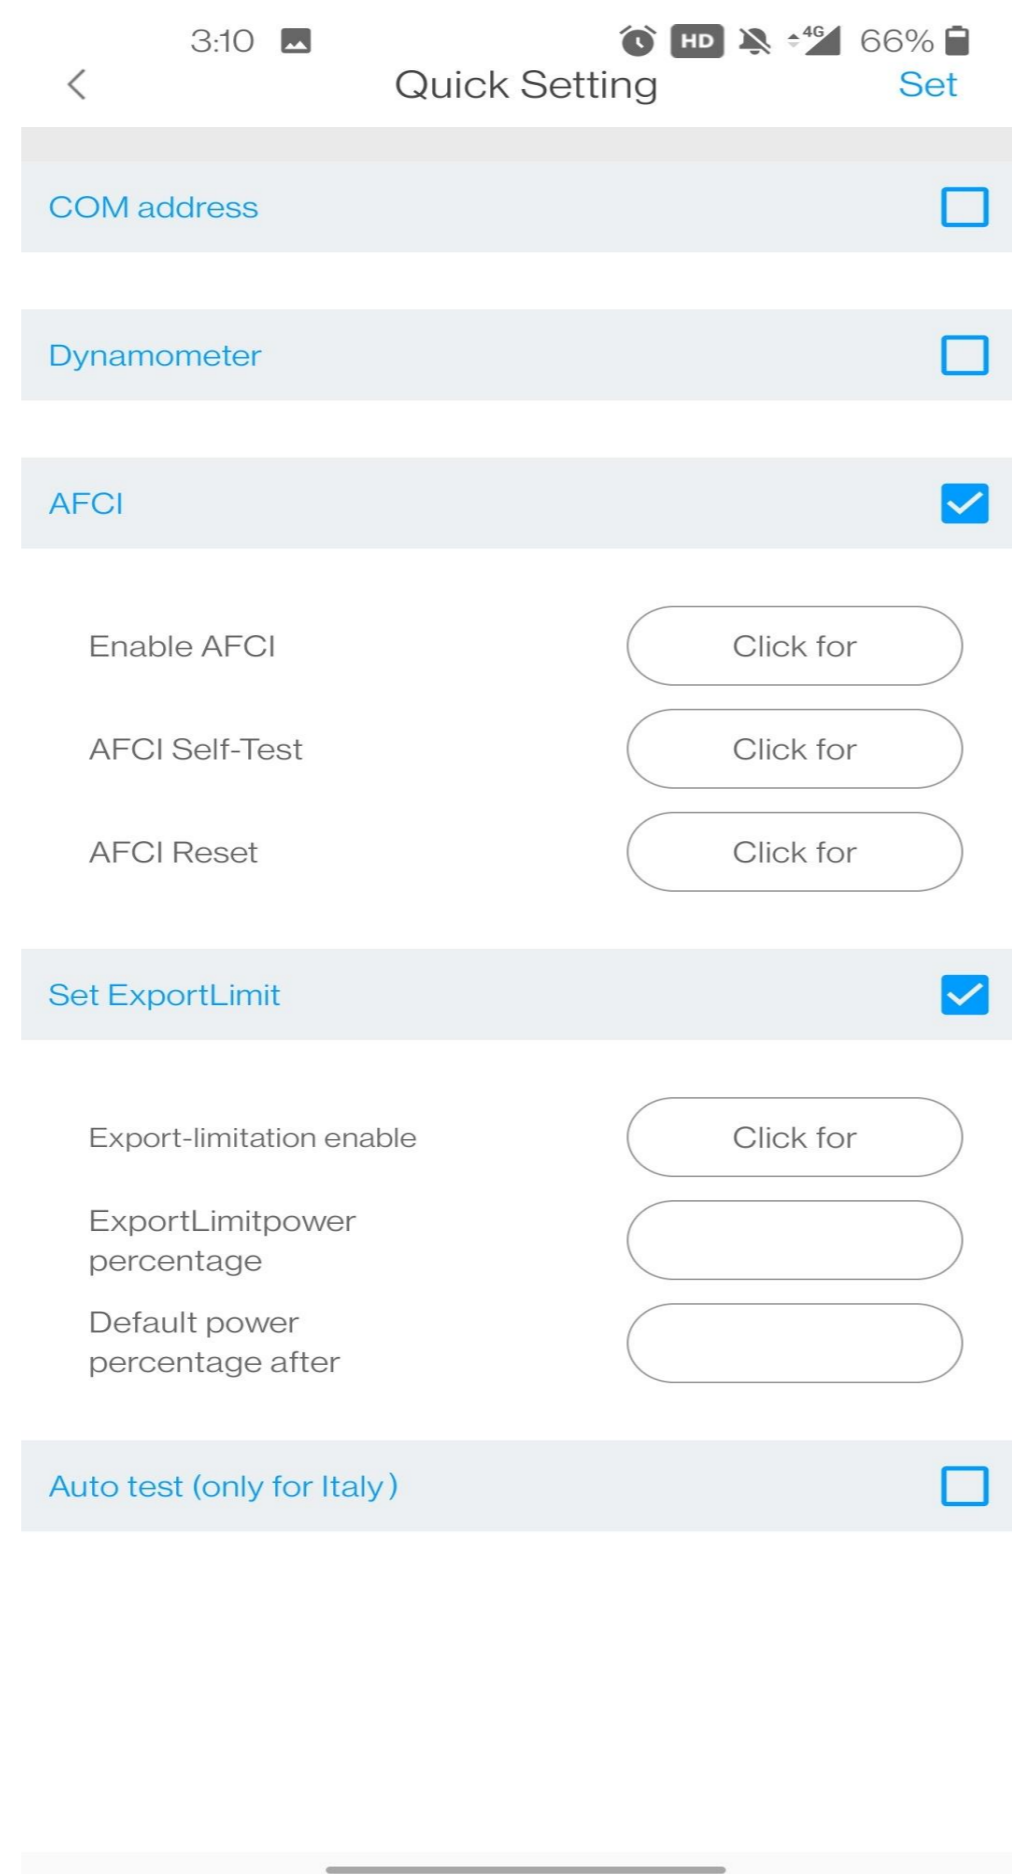 3:10 HD 4G 66%
Quick Setting Set
COM address
Dynamometer
AFCI
Enable AFCI Click for
AFCI Self-Test Click for
AFCI Reset Click for
Set ExportLimit
Export-limitation enable Click for
ExportLimitpower
percentage
Default power
percentage after
Auto test (only for Italy)